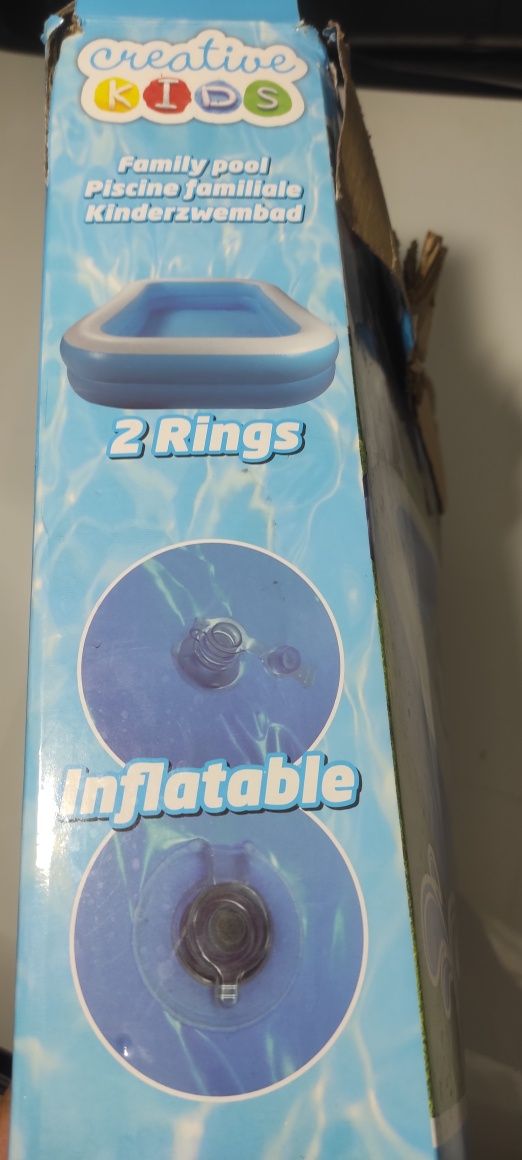 creative
KIDS
Family pool
Piscine familiale
Kinderzwembad
2 Rings
Inflatable